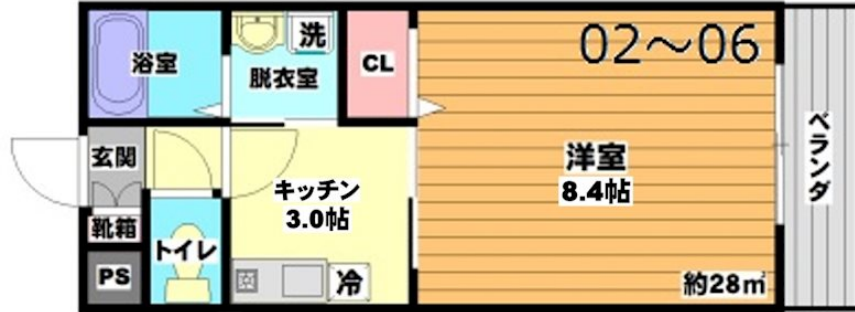 浴室
脱衣室
洗
CL
02～06
玄関
靴箱
PS
トイレ
キッチン
3.0帖
冷
洋室
8.4帖
約28㎡
ベランダ